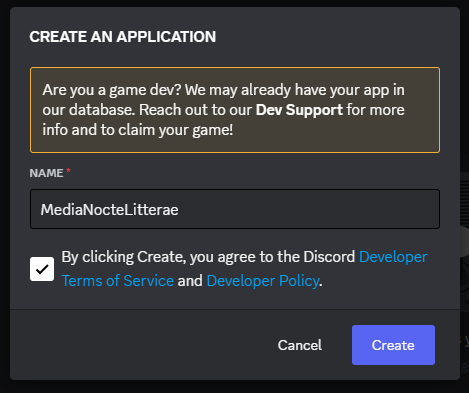 CREATE AN APPLICATION
Are you a game dev? We may already have your app in
our database. Reach out to our Dev Support for more
info and to claim your game!
NAME *
MediaNocteLitterae
By clicking Create, you agree to the Discord Developer
Terms of Service and Developer Policy.
Cancel Create